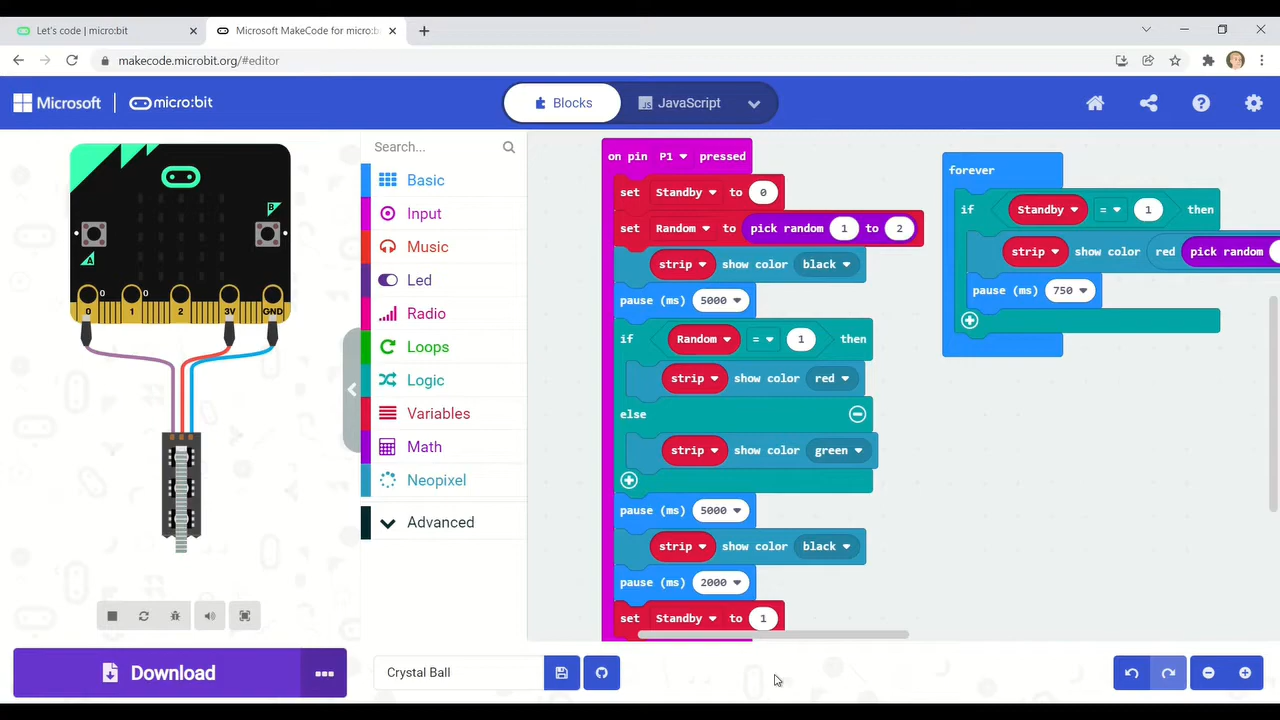 Let's code | micro:bit
Microsoft MakeCode for micro:b
makecode.microbit.org/#editor
Microsoft
micro:bit
Blocks
JavaScript
Search...
Basic
Input
Music
Led
Radio
Loops
Logic
Variables
Math
Neopixel
Advanced
A
B
0
0
0
1
2
3V
GND
on pin P1 pressed
set Standby to 0
set Random to pick random 1 to 2
strip show color black
pause (ms) 5000
if Random = 1 then
strip show color red
else
strip show color green
pause (ms) 5000
strip show color black
pause (ms) 2000
set Standby to 1
forever
if Standby = 1 then
strip show color red pick random
pause (ms) 750
Download
Crystal Ball